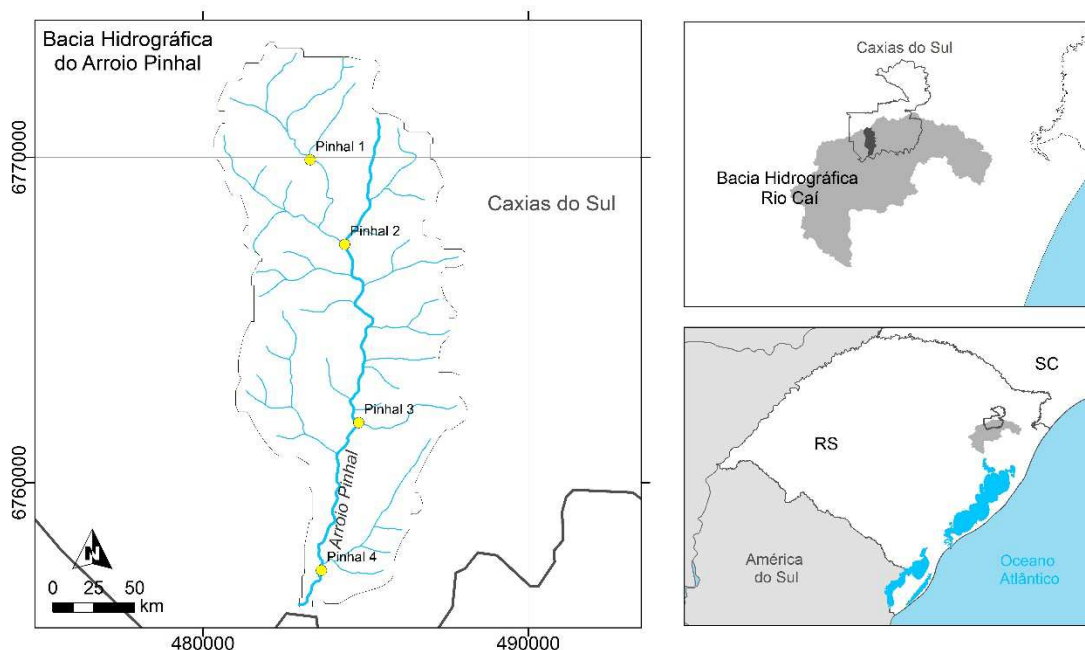 Bacia Hidrográfica
do Arroio Pinhal
6770000
6760000
Pinhal 1
Pinhal 2
Caxias do Sul
Pinhal 3
Arroio Pinhal
Pinhal 4
N
0 25 50
km
480000
490000
Caxias do Sul
Bacia Hidrográfica
Rio Caí
SC
RS
América
do Sul
Oceano
Atlântico